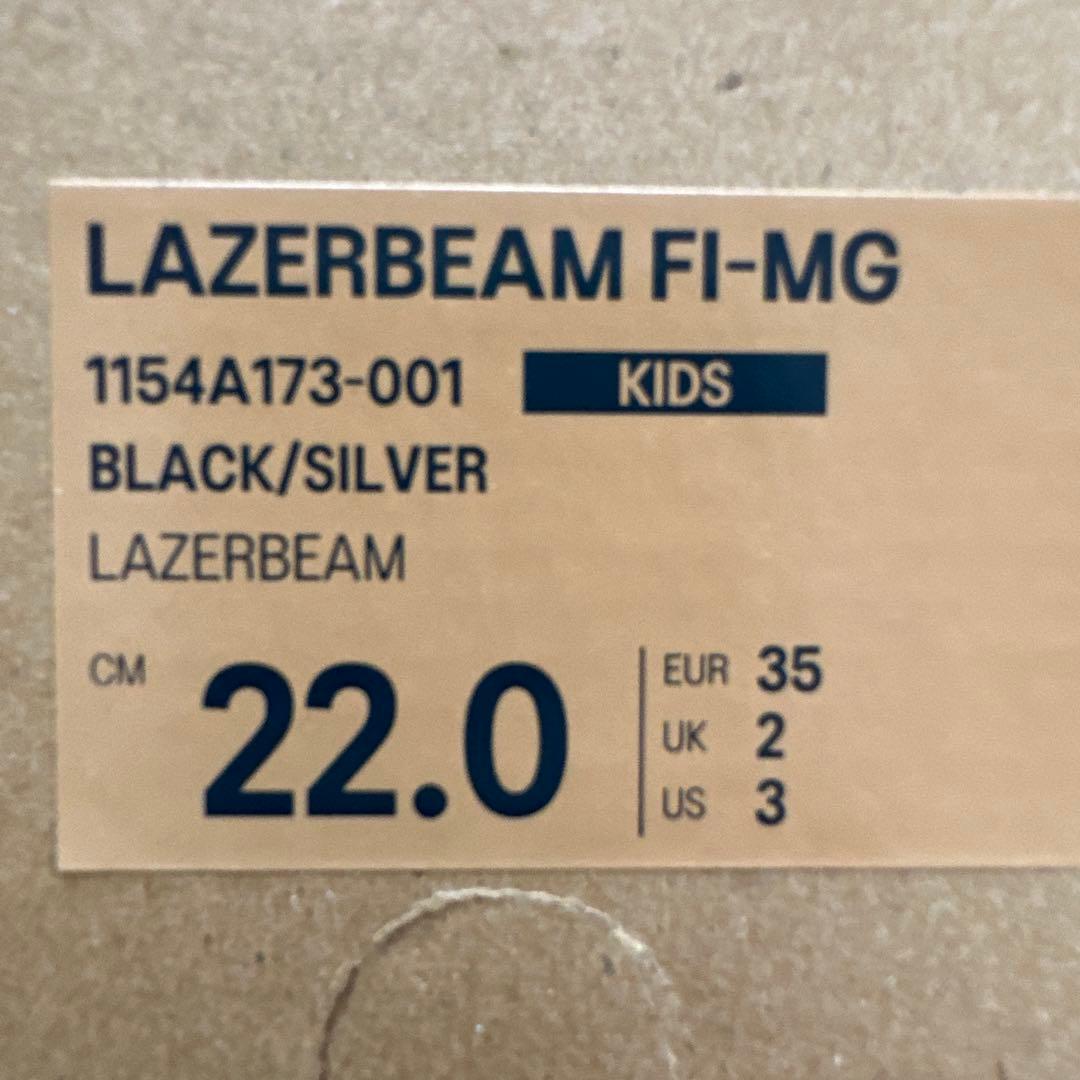 LAZERBEAM FI-MG
1154A173-001 KIDS
BLACK/SILVER
LAZERBEAM
CM 22.0
EUR 35
UK 2
US 3